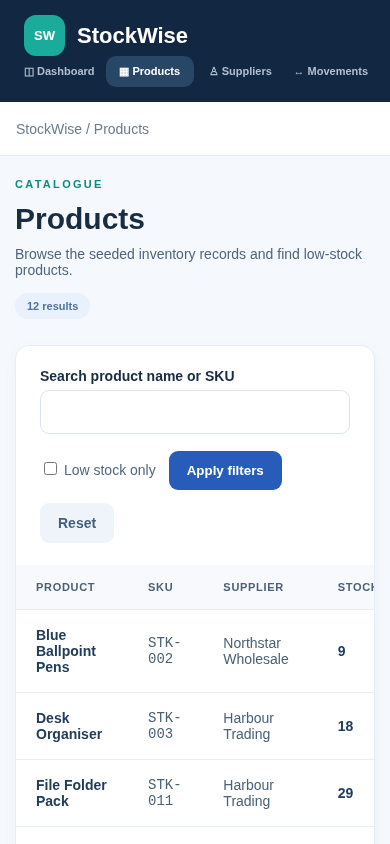 SW StockWise
Dashboard Products Suppliers Movements
StockWise / Products
CATALOGUE
Products
Browse the seeded inventory records and find low-stock
products.
12 results
Search product name or SKU
Low stock only Apply filters
Reset
PRODUCT SKU SUPPLIER STOCK
Blue
Ballpoint
Pens
STK-
002
Northstar
Wholesale
9
Desk
Organiser
STK-
003
Harbour
Trading
18
File Folder
Pack
STK-
011
Harbour
Trading
29